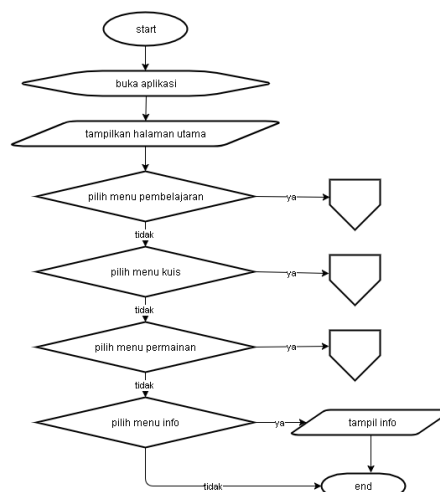 start
buka aplikasi
tampilkan halaman utama
pilih menu pembelajaran
ya
tidak
pilih menu kuis
ya
tidak
pilih menu permainan
ya
tidak
pilih menu info
ya
tampil info
tidak
end